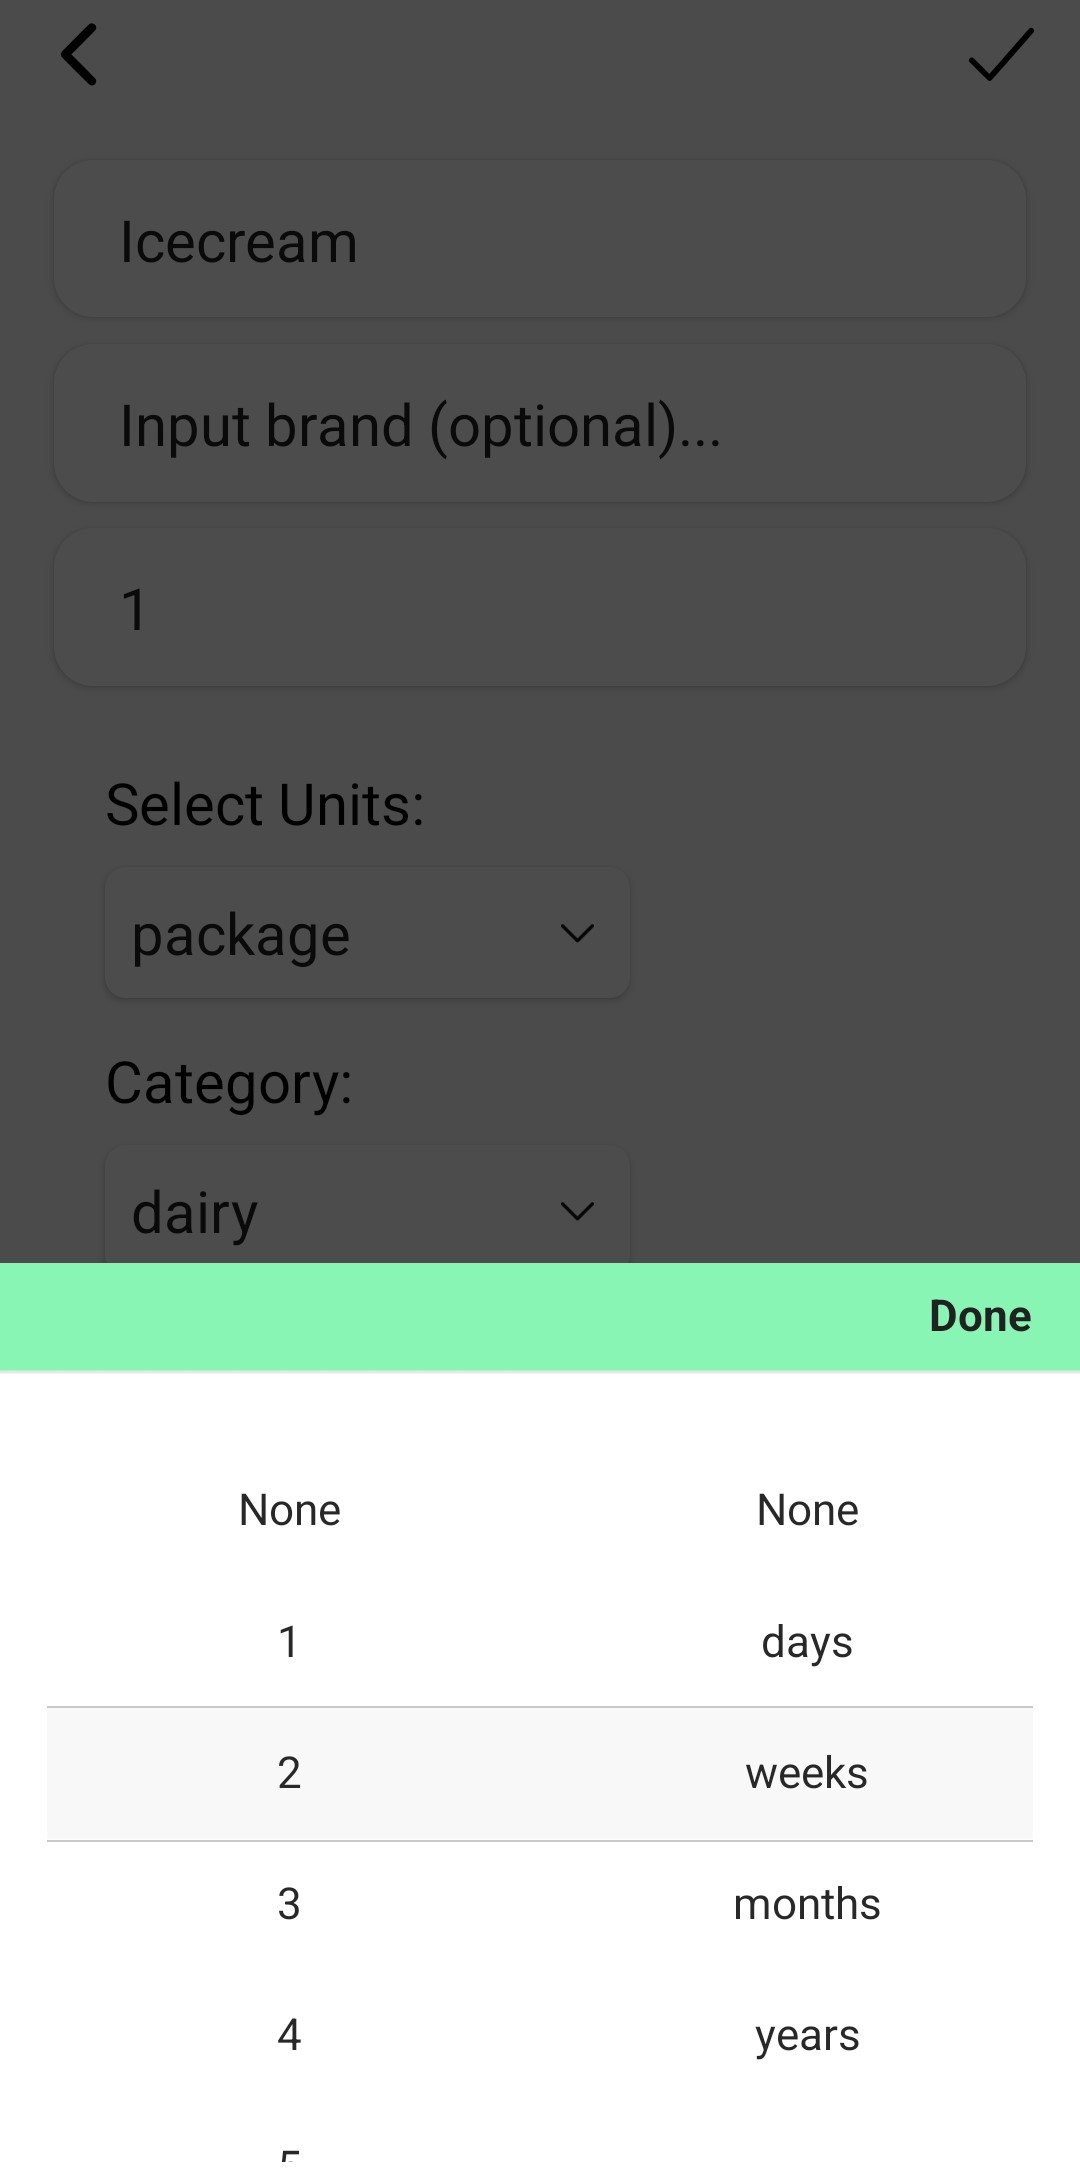 Icecream
Input brand (optional)...
1
Select Units:
package
Category:
dairy
Done
None None
1 days
2 weeks
3 months
4 years